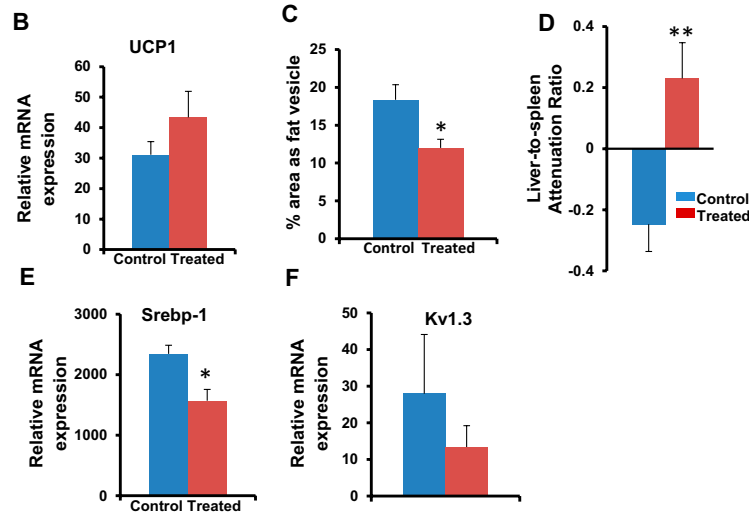 B
UCP1
Relative mRNA
expression
60
50
40
30
20
10
0
Control Treated
C
% area as fat vesicle
25
20
15
10
5
0
*
Control Treated
D
Liver-to-spleen
Attenuation Ratio
0.4
0.2
0
-0.2
-0.4
**
Control
Treated
E
Srebp-1
Relative mRNA
expression
3000
2000
1000
0
*
Control Treated
F
Kv1.3
Relative mRNA
expression
50
40
30
20
10
0